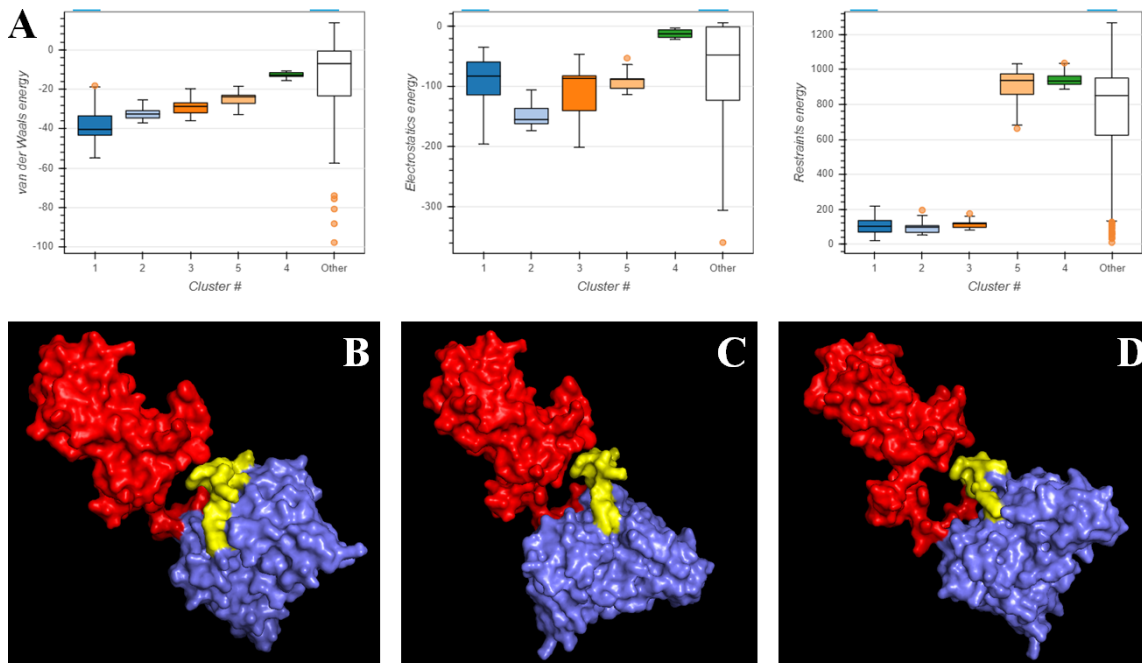 A
van der Waals energy
0
-20
-40
-60
-80
-100
1 2 3 5 4 Other
Cluster #
Electrostatics energy
0
-100
-200
-300
1 2 3 5 4 Other
Cluster #
Restraints energy
1200
1000
800
600
400
200
0
1 2 3 5 4 Other
Cluster #
B
C
D